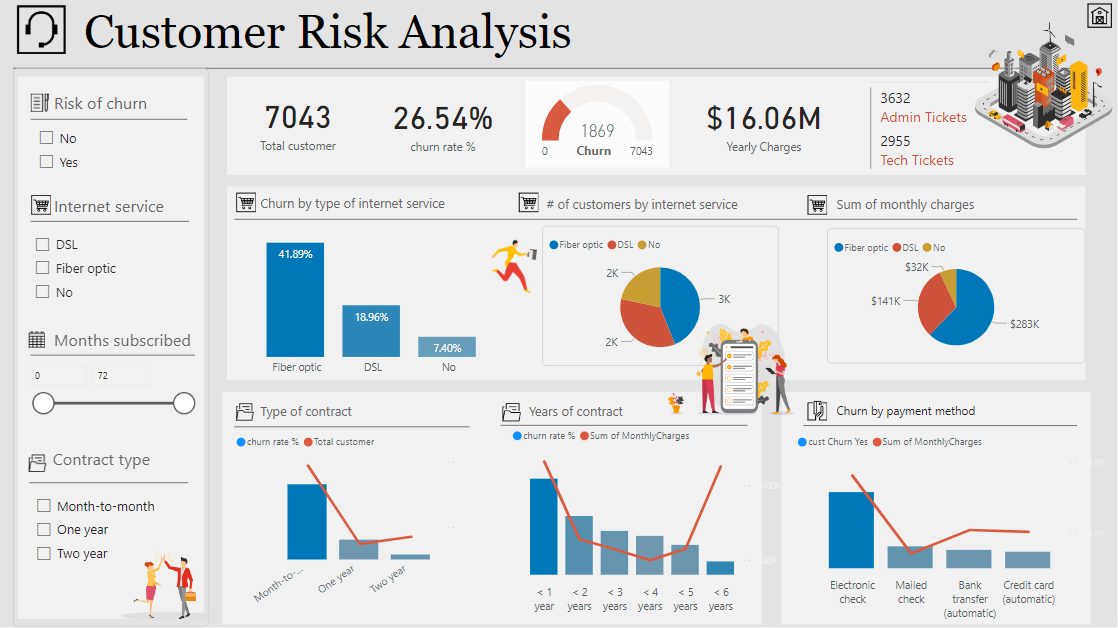 Customer Risk Analysis
Risk of churn
No
Yes
Internet service
DSL
Fiber optic
No
Months subscribed
0
72
Contract type
Month-to-month
One year
Two year
7043
Total customer
26.54%
churn rate %
1869
0
Churn
7043
$16.06M
Yearly Charges
3632
Admin Tickets
2955
Tech Tickets
Churn by type of internet service
41.89%
18.96%
7.40%
Fiber optic
DSL
No
# of customers by internet service
Fiber optic DSL No
2K
3K
2K
Sum of monthly charges
Fiber optic DSL No
$32K
$141K
$283K
Type of contract
churn rate % Total customer
Month-to-...
One year
Two year
Years of contract
churn rate % Sum of MonthlyCharges
< 1
year
< 2
years
< 3
years
< 4
years
< 5
years
< 6
years
Churn by payment method
cust Churn Yes Sum of MonthlyCharges
Electronic
check
Mailed
check
Bank
transfer
(automatic)
Credit card
(automatic)